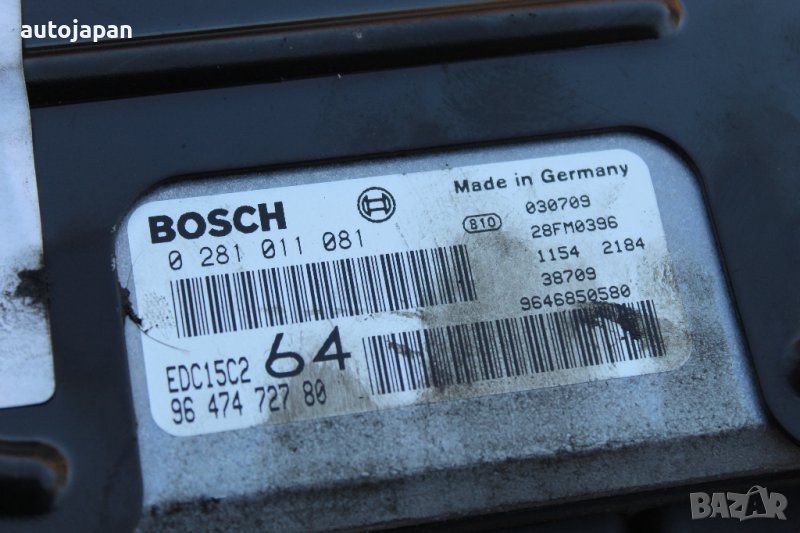 autojapan
BOSCH
Made in Germany
0 281 011 081
030709
810
28FM0396
1154 2184
38709
9646850580
EDC15C2
64
96 474 727 80
BAZAR